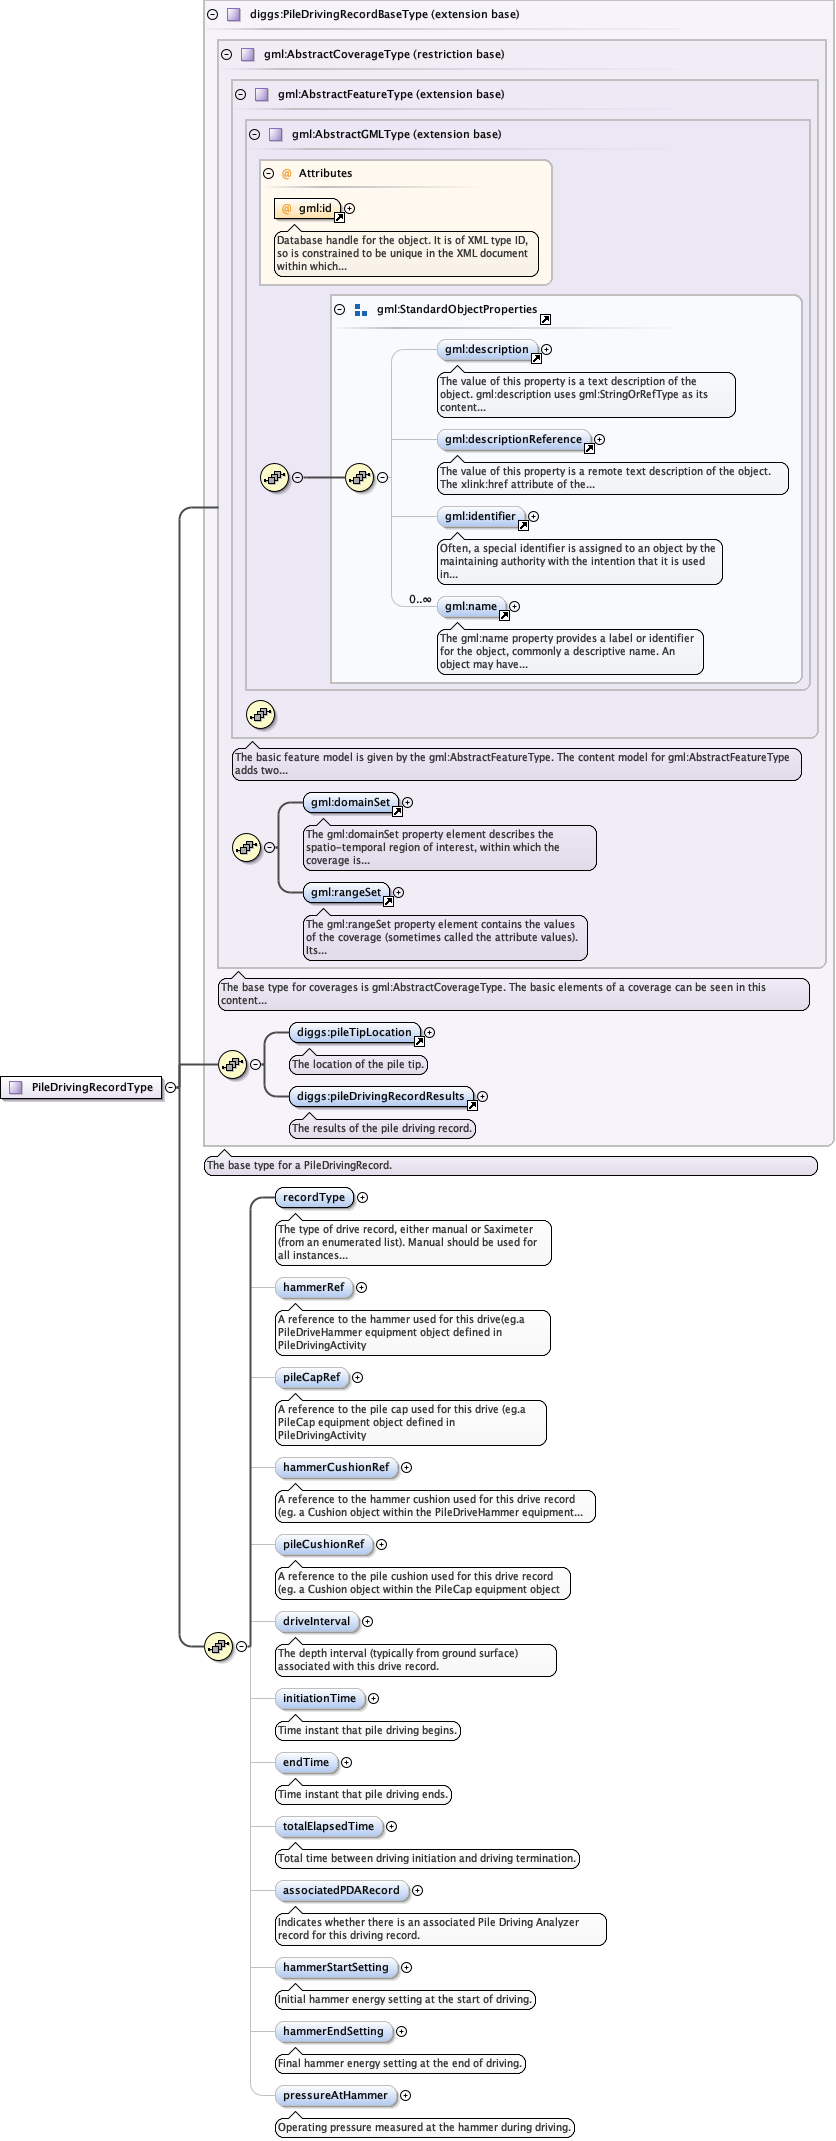 diggs:PileDrivingRecordBaseType (extension base)
gml:AbstractCoverageType (restriction base)
gml:AbstractFeatureType (extension base)
gml:AbstractGMLType (extension base)
@ Attributes
@ gml:id
Database handle for the object. It is of XML type ID,
so is constrained to be unique in the XML document
within which...
gml:StandardObjectProperties
gml:description
The value of this property is a text description of the
object. gml:description uses gml:StringOrRefType as its
content...
gml:descriptionReference
The value of this property is a remote text description of the object.
The xlink:href attribute of the...
gml:identifier
Often, a special identifier is assigned to an object by the
maintaining authority with the intention that it is used
in...
0..∞
gml:name
The gml:name property provides a label or identifier
for the object, commonly a descriptive name. An
object may have...
The basic feature model is given by the gml:AbstractFeatureType. The content model for gml:AbstractFeatureType
adds two...
gml:domainSet
The gml:domainSet property element describes the
spatio-temporal region of interest, within which the
coverage is...
gml:rangeSet
The gml:rangeSet property element contains the values
of the coverage (sometimes called the attribute values).
Its...
The base type for coverages is gml:AbstractCoverageType. The basic elements of a coverage can be seen in this
content...
diggs:pileTipLocation
The location of the pile tip.
PileDrivingRecordType
diggs:pileDrivingRecordResults
The results of the pile driving record.
The base type for a PileDrivingRecord.
recordType
The type of drive record, either manual or Saximeter
(from an enumerated list). Manual should be used for
all instances...
hammerRef
A reference to the hammer used for this drive(eg.a
PileDriveHammer equipment object defined in
PileDrivingActivity
pileCapRef
A reference to the pile cap used for this drive (eg.a
PileCap equipment object defined in
PileDrivingActivity
hammerCushionRef
A reference to the hammer cushion used for this drive record
(eg. a Cushion object within the PileDriveHammer equipment...
pileCushionRef
A reference to the pile cushion used for this drive record
(eg. a Cushion object within the PileCap equipment object
driveInterval
The depth interval (typically from ground surface)
associated with this drive record.
initiationTime
Time instant that pile driving begins.
endTime
Time instant that pile driving ends.
totalElapsedTime
Total time between driving initiation and driving termination.
associatedPDARecord
Indicates whether there is an associated Pile Driving Analyzer
record for this driving record.
hammerStartSetting
Initial hammer energy setting at the start of driving.
hammerEndSetting
Final hammer energy setting at the end of driving.
pressureAtHammer
Operating pressure measured at the hammer during driving.